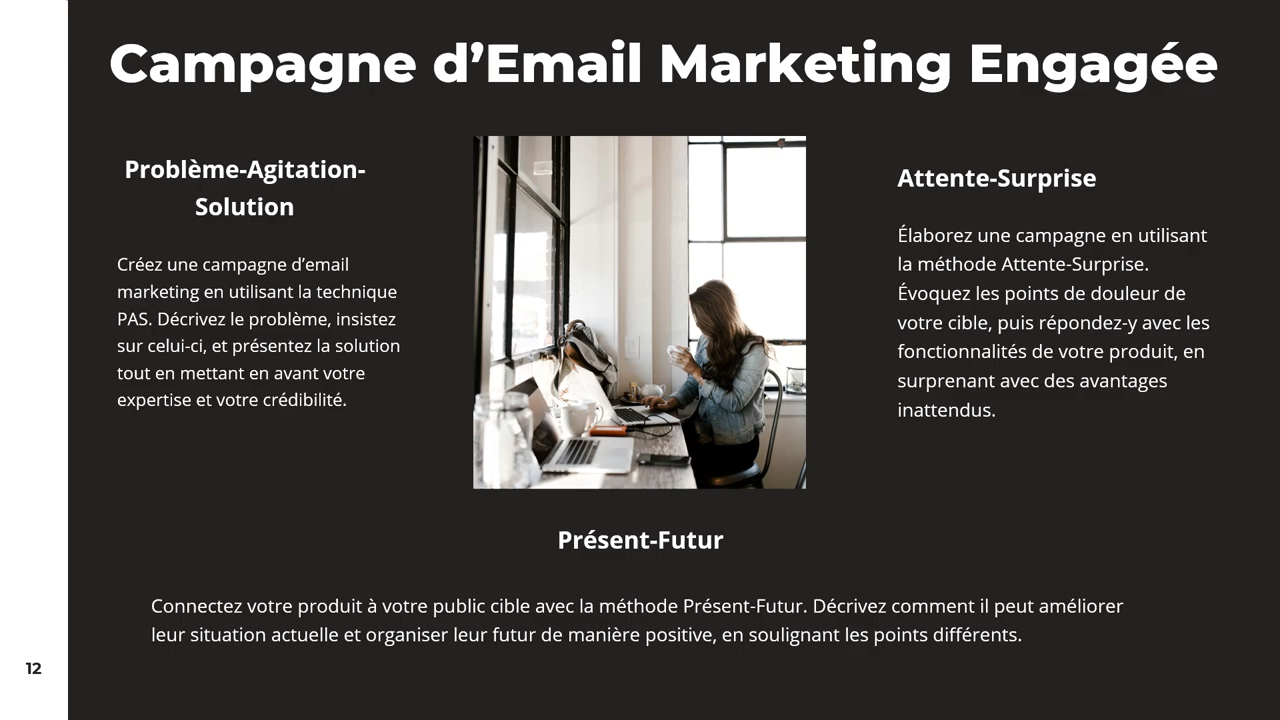 Campagne d’Email Marketing Engagée
Problème-Agitation-
Solution
Créez une campagne d’email
marketing en utilisant la technique
PAS. Décrivez le problème, insistez
sur celui-ci, et présentez la solution
tout en mettant en avant votre
expertise et votre crédibilité.
Attente-Surprise
Élaborez une campagne en utilisant
la méthode Attente-Surprise.
Évoquez les points de douleur de
votre cible, puis répondez-y avec les
fonctionnalités de votre produit, en
surprenant avec des avantages
inattendus.
Présent-Futur
Connectez votre produit à votre public cible avec la méthode Présent-Futur. Décrivez comment il peut améliorer
leur situation actuelle et organiser leur futur de manière positive, en soulignant les points différents.
12